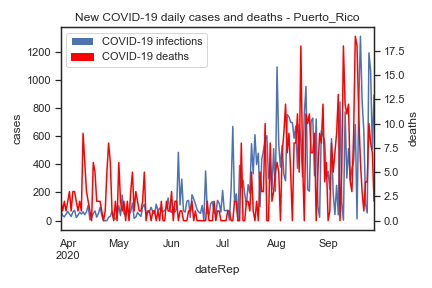 New COVID-19 daily cases and deaths - Puerto_Rico
COVID-19 infections
COVID-19 deaths
cases
1200
1000
800
600
400
200
0
deaths
17.5
15.0
12.5
10.0
7.5
5.0
2.5
0.0
Apr May Jun Jul Aug Sep
2020
dateRep